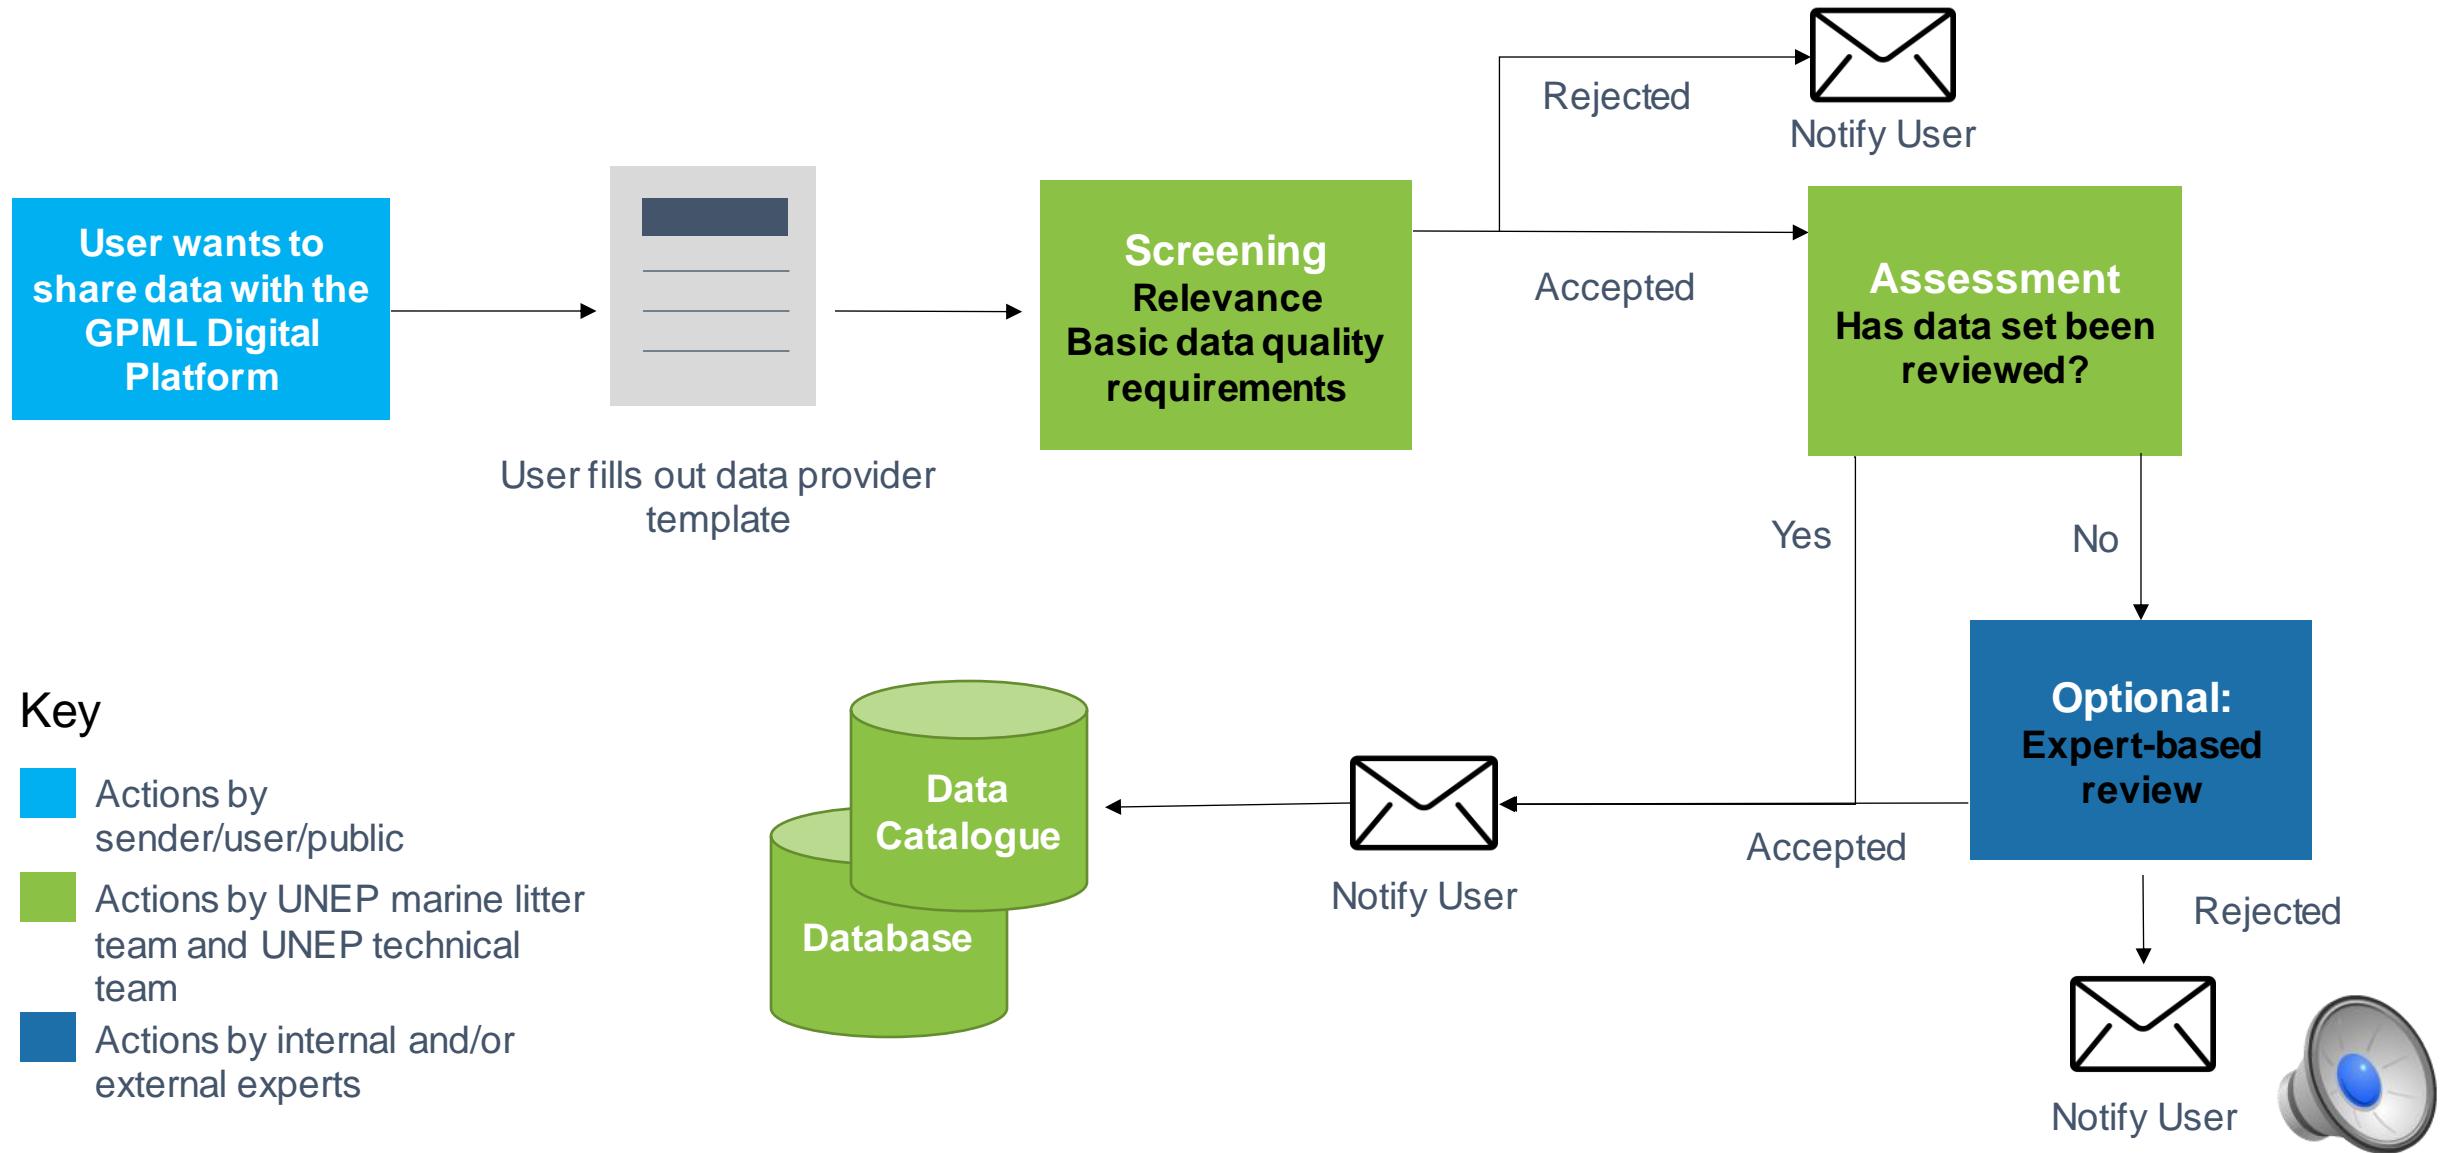 User wants to
share data with the
GPML Digital
Platform
User fills out data provider
template
Screening
Relevance
Basic data quality
requirements
Rejected
Notify User
Accepted
Assessment
Has data set been
reviewed?
Yes
No
Optional:
Expert-based
review
Accepted
Rejected
Notify User
Notify User
Data
Catalogue
Database
Key
Actions by
sender/user/public
Actions by UNEP marine litter
team and UNEP technical
team
Actions by internal and/or
external experts